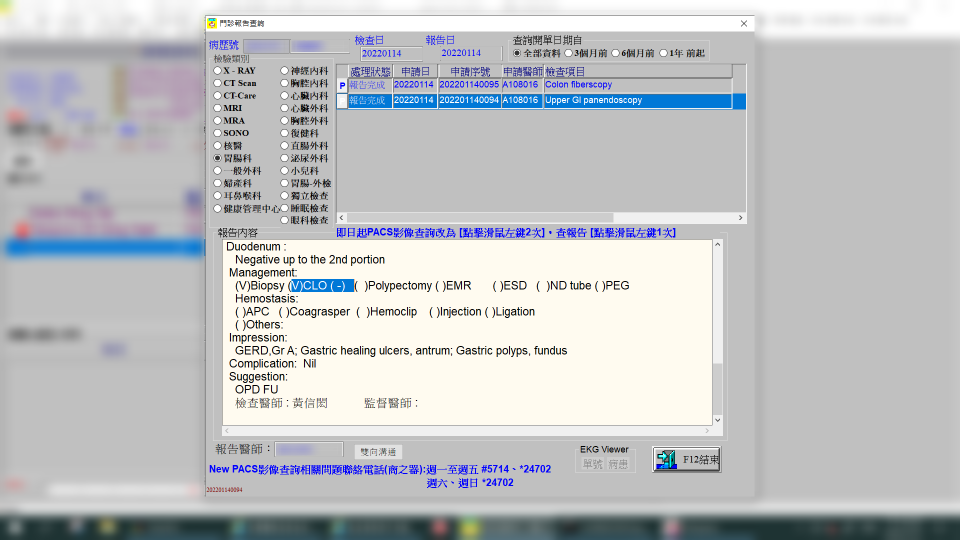 門診報告查詢
病歷號
檢查日
報告日
查詢開單日期自
20220114
20220114
全部資料 3個月前 6個月前 1年 前起
檢驗類別
X - RAY 神經內科
CT Scan 胸腔內科
CT-Care 心臟內科
MRI 心臟外科
MRA 胸腔外科
SONO 復健科
核醫 直腸外科
胃腸科 泌尿外科
一般外科 小兒科
婦產科 胃腸-外檢
耳鼻喉科 獨立檢查
健康管理中心 睡眠檢查
眼科檢查
處理狀態 申請日 申請序號 申請醫師 檢查項目
P 報告完成 20220114 202201140095 A108016 Colon fiberscopy
報告完成 20220114 202201140094 A108016 Upper GI panendoscopy
報告內容
即日起PACS影像查詢改為 [點擊滑鼠左鍵2次]，查報告 [點擊滑鼠左鍵1次]
Duodenum :
Negative up to the 2nd portion
Management:
(V)Biopsy (V)CLO ( -) ( )Polypectomy ( )EMR ( )ESD ( )ND tube ( )PEG
Hemostasis:
( )APC ( )Coagrasper ( )Hemoclip ( )Injection ( )Ligation
( )Others:
Impression:
GERD,Gr A; Gastric healing ulcers, antrum; Gastric polyps, fundus
Complication: Nil
Suggestion:
OPD FU
檢查醫師：黃信閎 監督醫師：
報告醫師：
雙向溝通
EKG Viewer
單號 病患
F12結束
New PACS影像查詢相關問題聯絡電話(商之器):週一至週五 #5714、*24702
週六、週日 *24702
202201140094